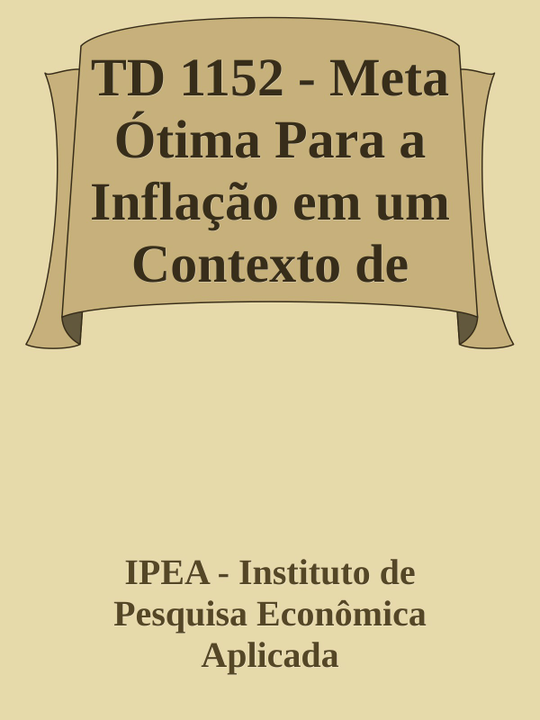 TD 1152 - Meta
Ótima Para a
Inflação em um
Contexto de
IPEA - Instituto de
Pesquisa Econômica
Aplicada